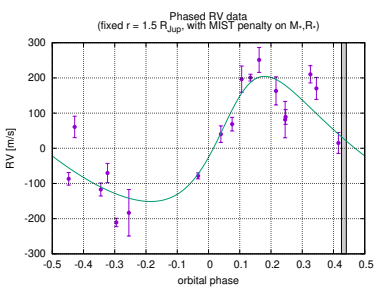 Phased RV data
(fixed r = 1.5 R_Jup, with MIST penalty on M*,R*)
RV [m/s]
300
200
100
0
-100
-200
-300
-0.5 -0.4 -0.3 -0.2 -0.1 0 0.1 0.2 0.3 0.4 0.5
orbital phase